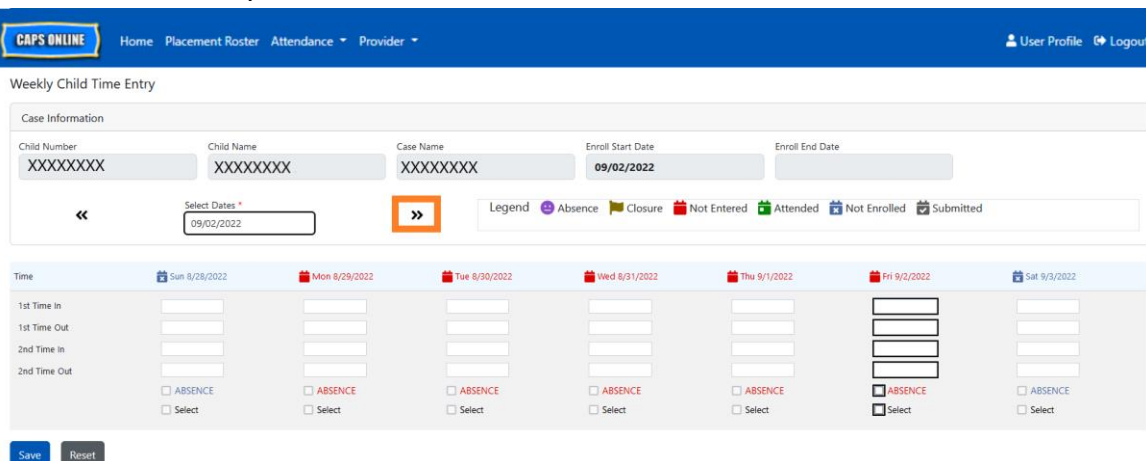 CAPS ONLINE Home Placement Roster Attendance Provider User Profile Logout
Weekly Child Time Entry
Case Information
Child Number Child Name Case Name Enroll Start Date Enroll End Date
XXXXXXXX XXXXXXXX XXXXXXXX 09/02/2022
« Select Dates * » Legend Absence Closure Not Entered Attended Not Enrolled Submitted
09/02/2022
Time Sun 8/28/2022 Mon 8/29/2022 Tue 8/30/2022 Wed 8/31/2022 Thu 9/1/2022 Fri 9/2/2022 Sat 9/3/2022
1st Time In
1st Time Out
2nd Time In
2nd Time Out
ABSENCE ABSENCE ABSENCE ABSENCE ABSENCE ABSENCE ABSENCE
Select Select Select Select Select Select Select
Save Reset